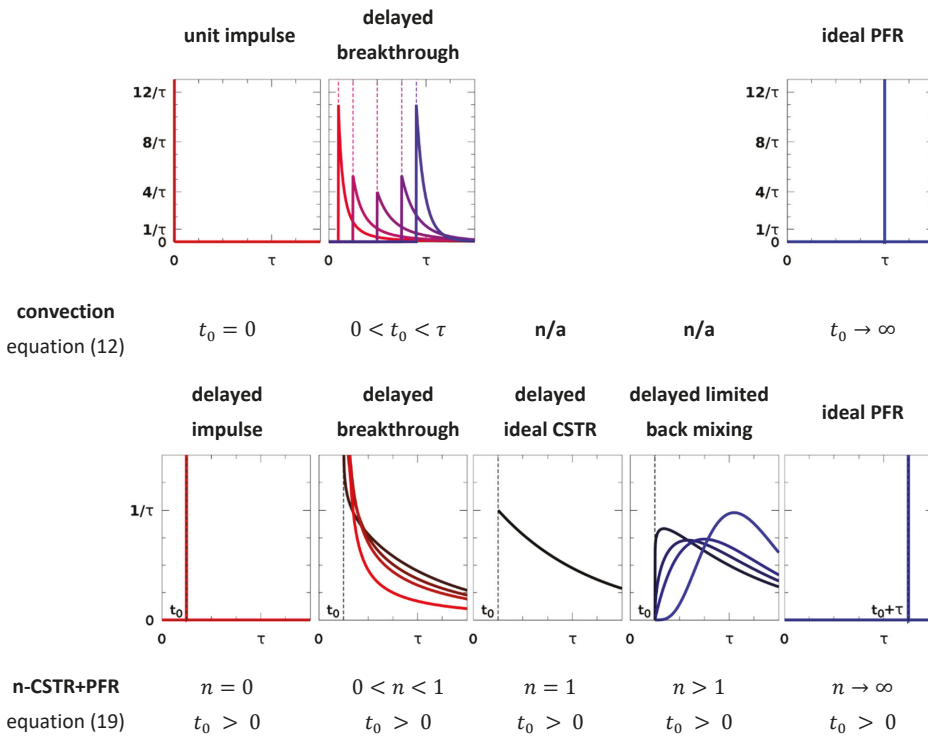 unit impulse
delayed
breakthrough
ideal PFR
12/τ
8/τ
4/τ
1/τ
0
0 τ
0 τ
12/τ
8/τ
4/τ
1/τ
0
0 τ
convection
equation (12)
t₀ = 0
0 < t₀ < τ
n/a
n/a
t₀ → ∞
delayed
impulse
delayed
breakthrough
delayed
ideal CSTR
delayed limited
back mixing
ideal PFR
1/τ
0
t₀
t₀
t₀
t₀
t₀+τ
0 τ
0 τ
0 τ
0 τ
0 τ
n-CSTR+PFR
equation (19)
n = 0
t₀ > 0
0 < n < 1
t₀ > 0
n = 1
t₀ > 0
n > 1
t₀ > 0
n → ∞
t₀ > 0